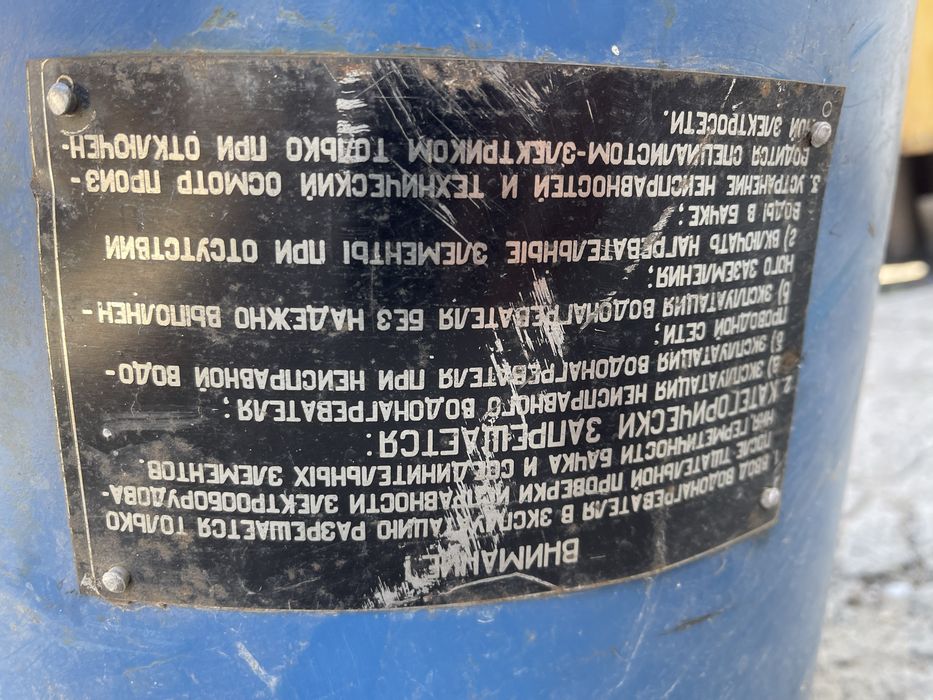 ВНИМАНИЕ!
1. ВВОД ВОДОНАГРЕВАТЕЛЯ В ЭКСПЛУАТАЦИЮ РАЗРЕШАЕТСЯ ТОЛЬКО
ПОСЛЕ ТЩАТЕЛЬНОЙ ПРОВЕРКИ ИСПРАВНОСТИ ЭЛЕКТРООБОРУДОВА-
НИЯ, ГЕРМЕТИЧНОСТИ БАЧКА И СОЕДИНИТЕЛЬНЫХ ЭЛЕМЕНТОВ.
2. КАТЕГОРИЧЕСКИ ЗАПРЕЩАЕТСЯ:
а) ЭКСПЛУАТАЦИЯ НЕИСПРАВНОГО ВОДОНАГРЕВАТЕЛЯ;
б) ЭКСПЛУАТАЦИЯ ВОДОНАГРЕВАТЕЛЯ ПРИ НЕИСПРАВНОЙ ВОДО-
ПРОВОДНОЙ СЕТИ;
б) ЭКСПЛУАТАЦИЯ ВОДОНАГРЕВАТЕЛЯ БЕЗ НАДЕЖНО ВЫПОЛНЕН-
НОГО ЗАЗЕМЛЕНИЯ;
г) ВКЛЮЧАТЬ НАГРЕВАТЕЛЬНЫЕ ЭЛЕМЕНТЫ ПРИ ОТСУТСТВИИ
ВОДЫ В БАЧКЕ;
3. УСТРАНЕНИЕ НЕИСПРАВНОСТЕЙ И ТЕХНИЧЕСКИЙ ОСМОТР ПРОИЗ-
ВОДИТСЯ СПЕЦИАЛИСТОМ-ЭЛЕКТРИКОМ ТОЛЬКО ПРИ ОТКЛЮЧЕН-
НОЙ ЭЛЕКТРОСЕТИ.